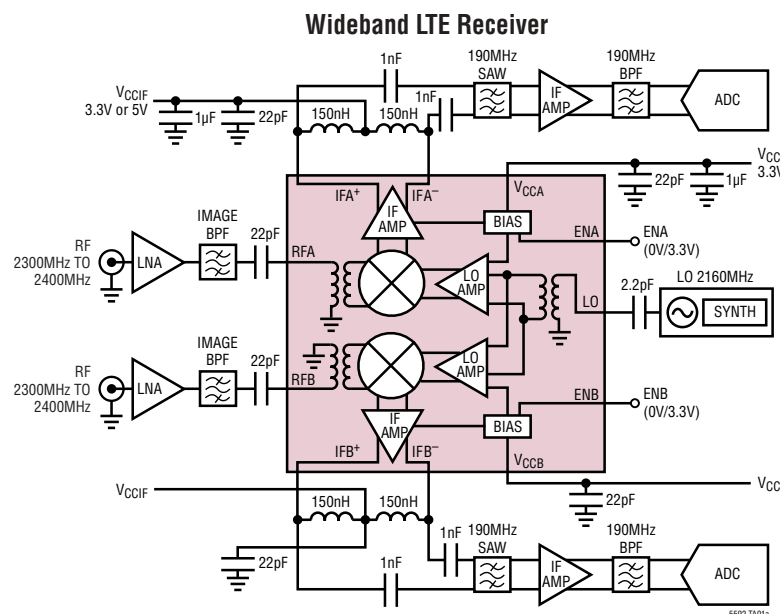 Wideband LTE Receiver
1nF
190MHz
SAW
190MHz
BPF
VCCIF
3.3V or 5V
1µF
22pF
150nH
150nH
1nF
IF
AMP
ADC
IFA+
IFA–
VCCA
22pF
1µF
VCC
3.3V
IF
AMP
BIAS
ENA
ENA
(0V/3.3V)
RF
2300MHz TO
2400MHz
LNA
IMAGE
BPF
22pF
RFA
LO
AMP
LO
2.2pF
LO 2160MHz
SYNTH
RF
2300MHz TO
2400MHz
LNA
IMAGE
BPF
22pF
RFB
LO
AMP
ENB
ENB
(0V/3.3V)
IF
AMP
BIAS
IFB+
IFB–
VCCB
VCC
22pF
VCCIF
150nH
150nH
22pF
1nF
1nF
190MHz
SAW
IF
AMP
190MHz
BPF
ADC